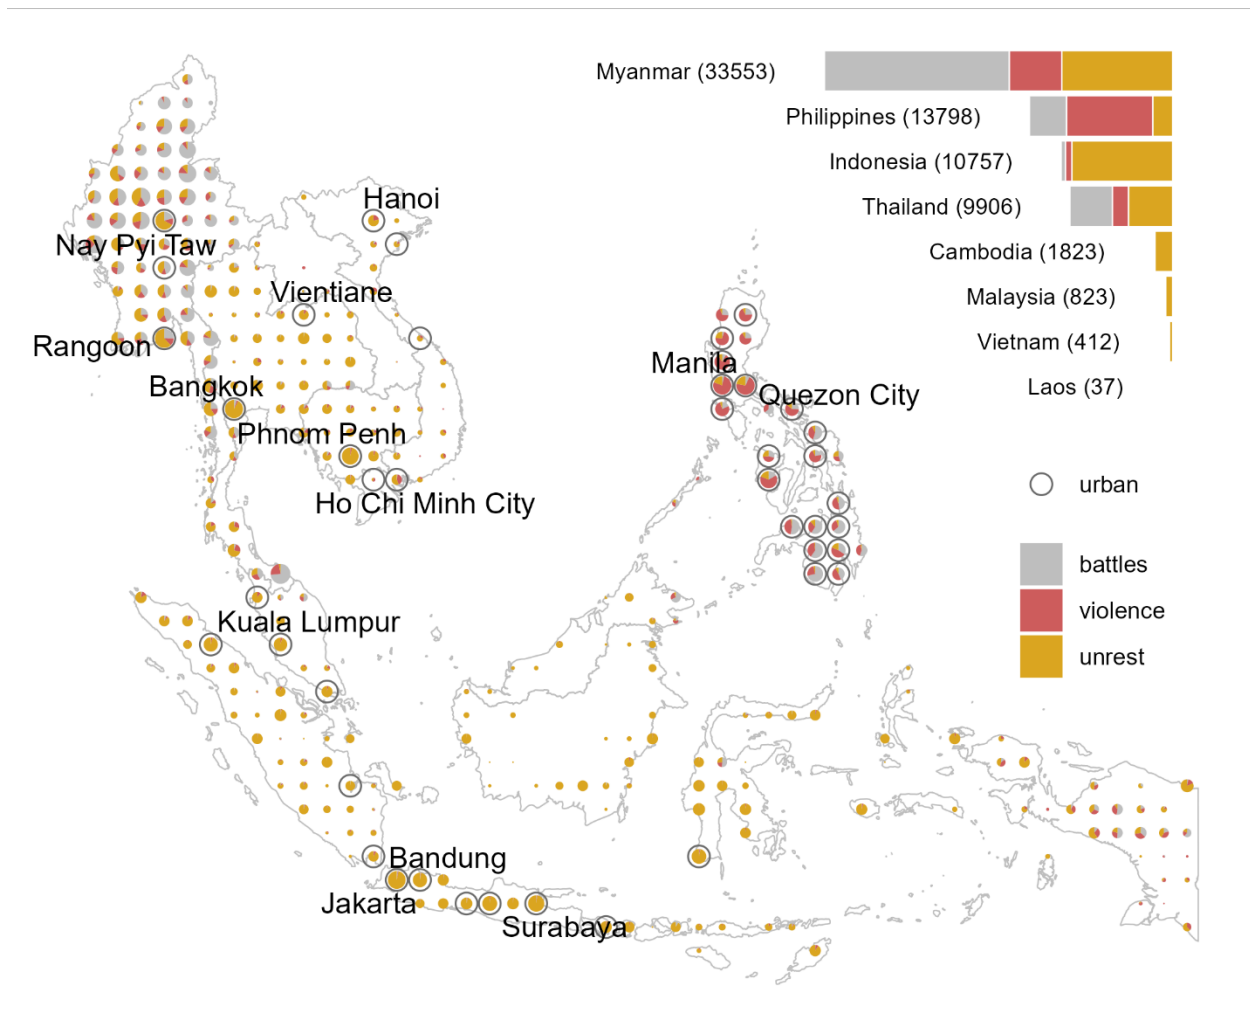 Myanmar (33553)
Philippines (13798)
Indonesia (10757)
Thailand (9906)
Cambodia (1823)
Malaysia (823)
Vietnam (412)
Laos (37)
urban
battles
violence
unrest
Hanoi
Nay Pyi Taw
Vientiane
Rangoon
Bangkok
Manila
Quezon City
Phnom Penh
Ho Chi Minh City
Kuala Lumpur
Bandung
Jakarta
Surabaya